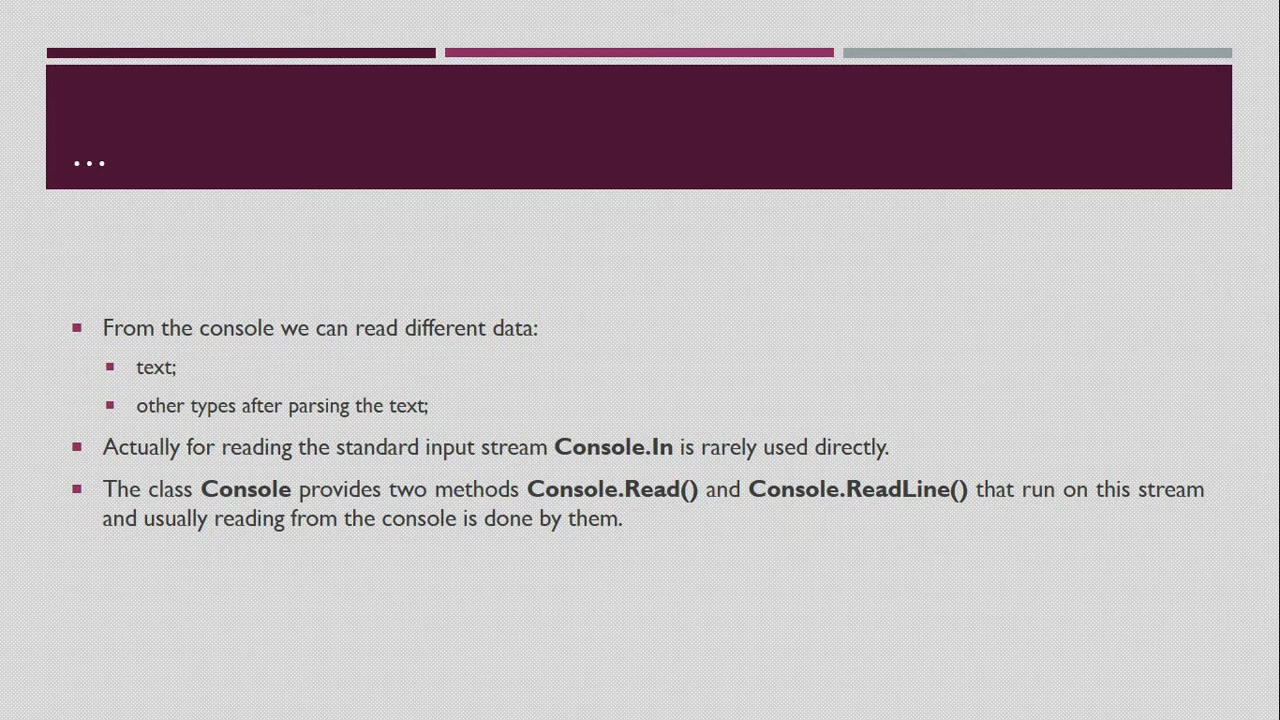 ...
From the console we can read different data:
text;
other types after parsing the text;
Actually for reading the standard input stream Console.In is rarely used directly.
The class Console provides two methods Console.Read() and Console.ReadLine() that run on this stream
and usually reading from the console is done by them.